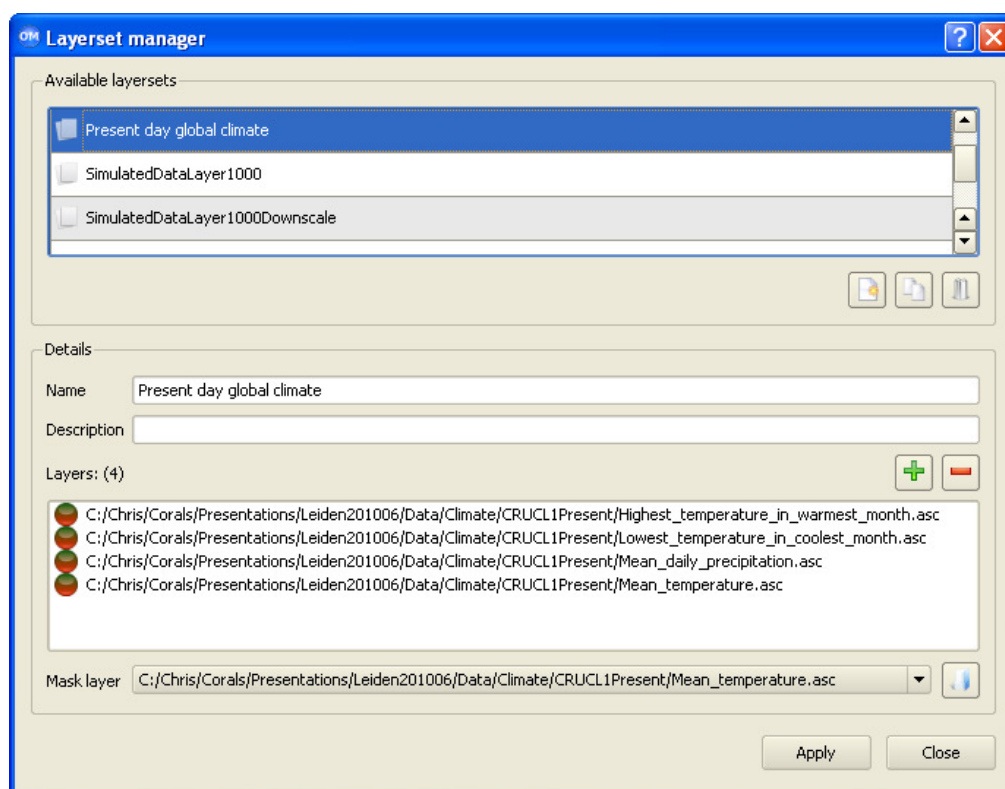 OM Layerset manager
Available layersets
Present day global climate
SimulatedDataLayer1000
SimulatedDataLayer1000Downscale
Details
Name Present day global climate
Description
Layers: (4)
C:/Chris/Corals/Presentations/Leiden201006/Data/Climate/CRUCL1Present/Highest_temperature_in_warmest_month.asc
C:/Chris/Corals/Presentations/Leiden201006/Data/Climate/CRUCL1Present/Lowest_temperature_in_coolest_month.asc
C:/Chris/Corals/Presentations/Leiden201006/Data/Climate/CRUCL1Present/Mean_daily_precipitation.asc
C:/Chris/Corals/Presentations/Leiden201006/Data/Climate/CRUCL1Present/Mean_temperature.asc
Mask layer C:/Chris/Corals/Presentations/Leiden201006/Data/Climate/CRUCL1Present/Mean_temperature.asc
Apply Close